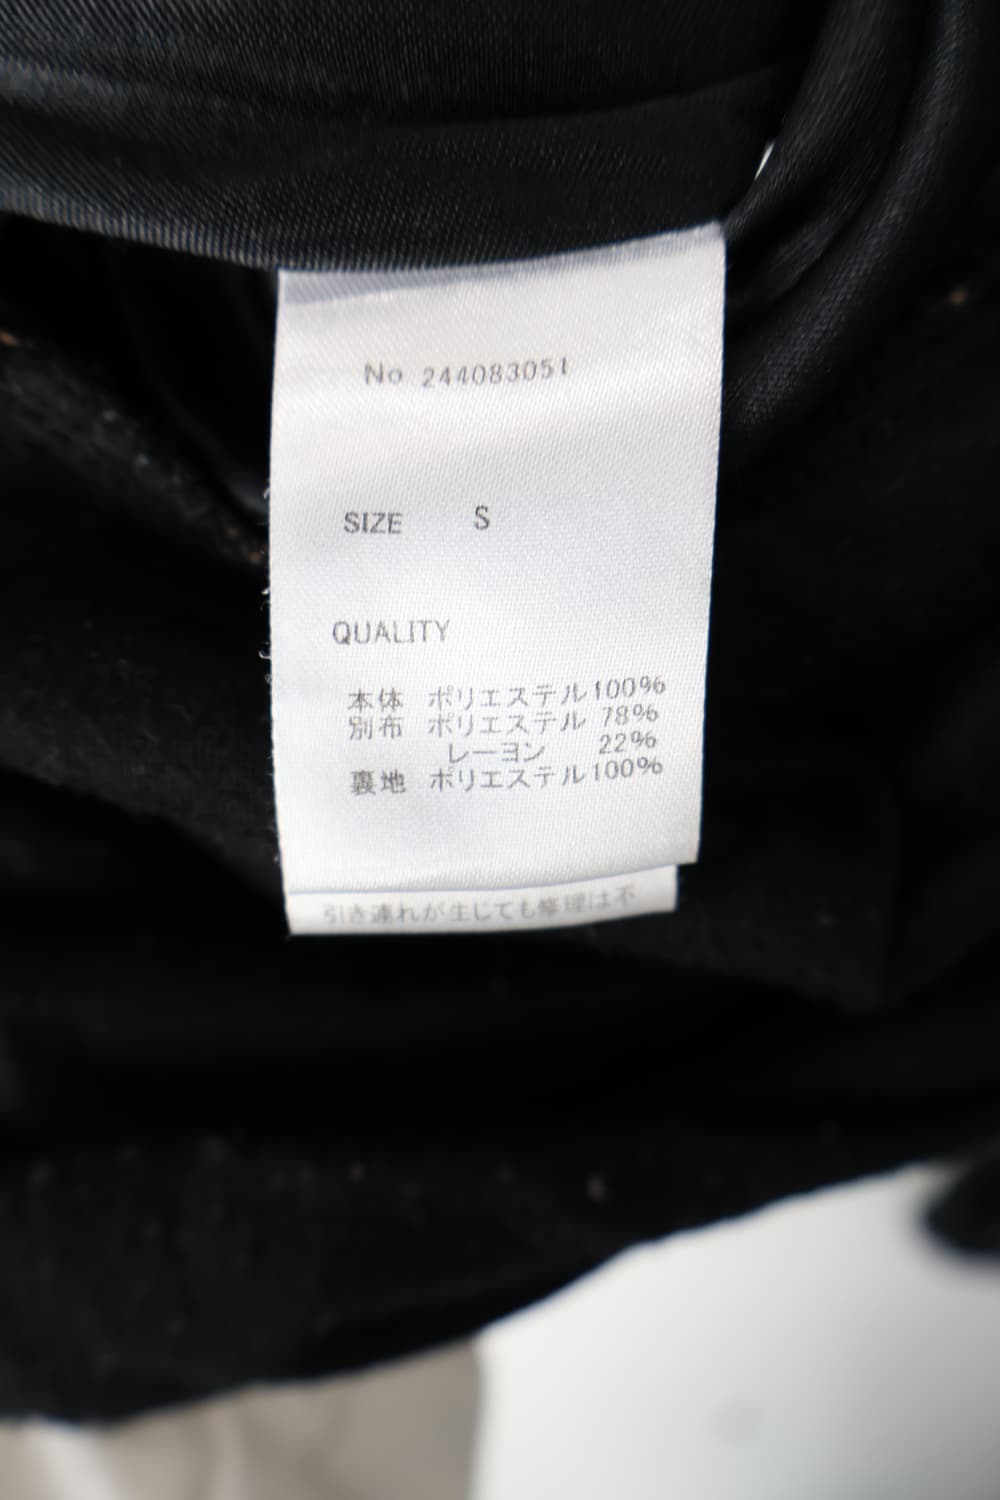 No 244083051
SIZE S
QUALITY
本体 ポリエステル100%
別布 ポリエステル 78%
レーヨン 22%
裏地 ポリエステル100%
引き連れが生じても修理は不